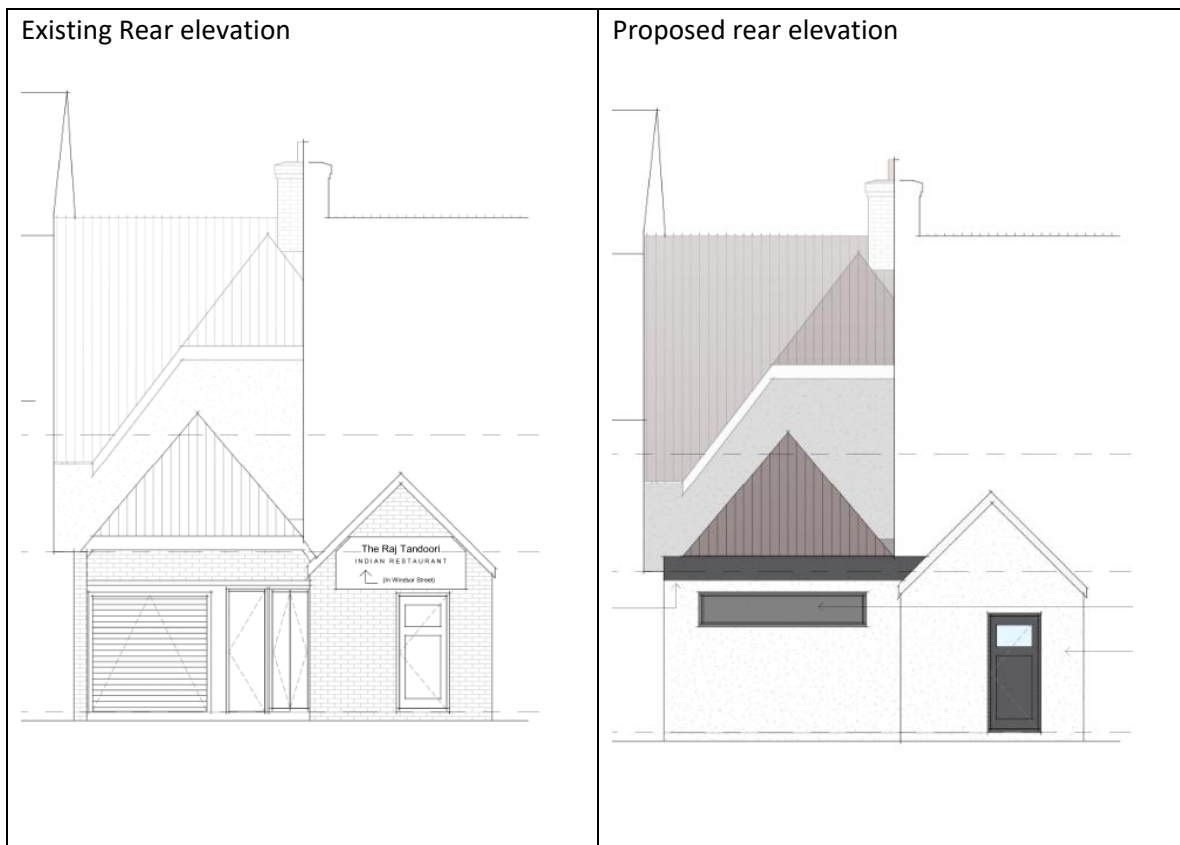 Existing Rear elevation
Proposed rear elevation
The Raj Tandoori
INDIAN RESTAURANT
(In Windsor Street)